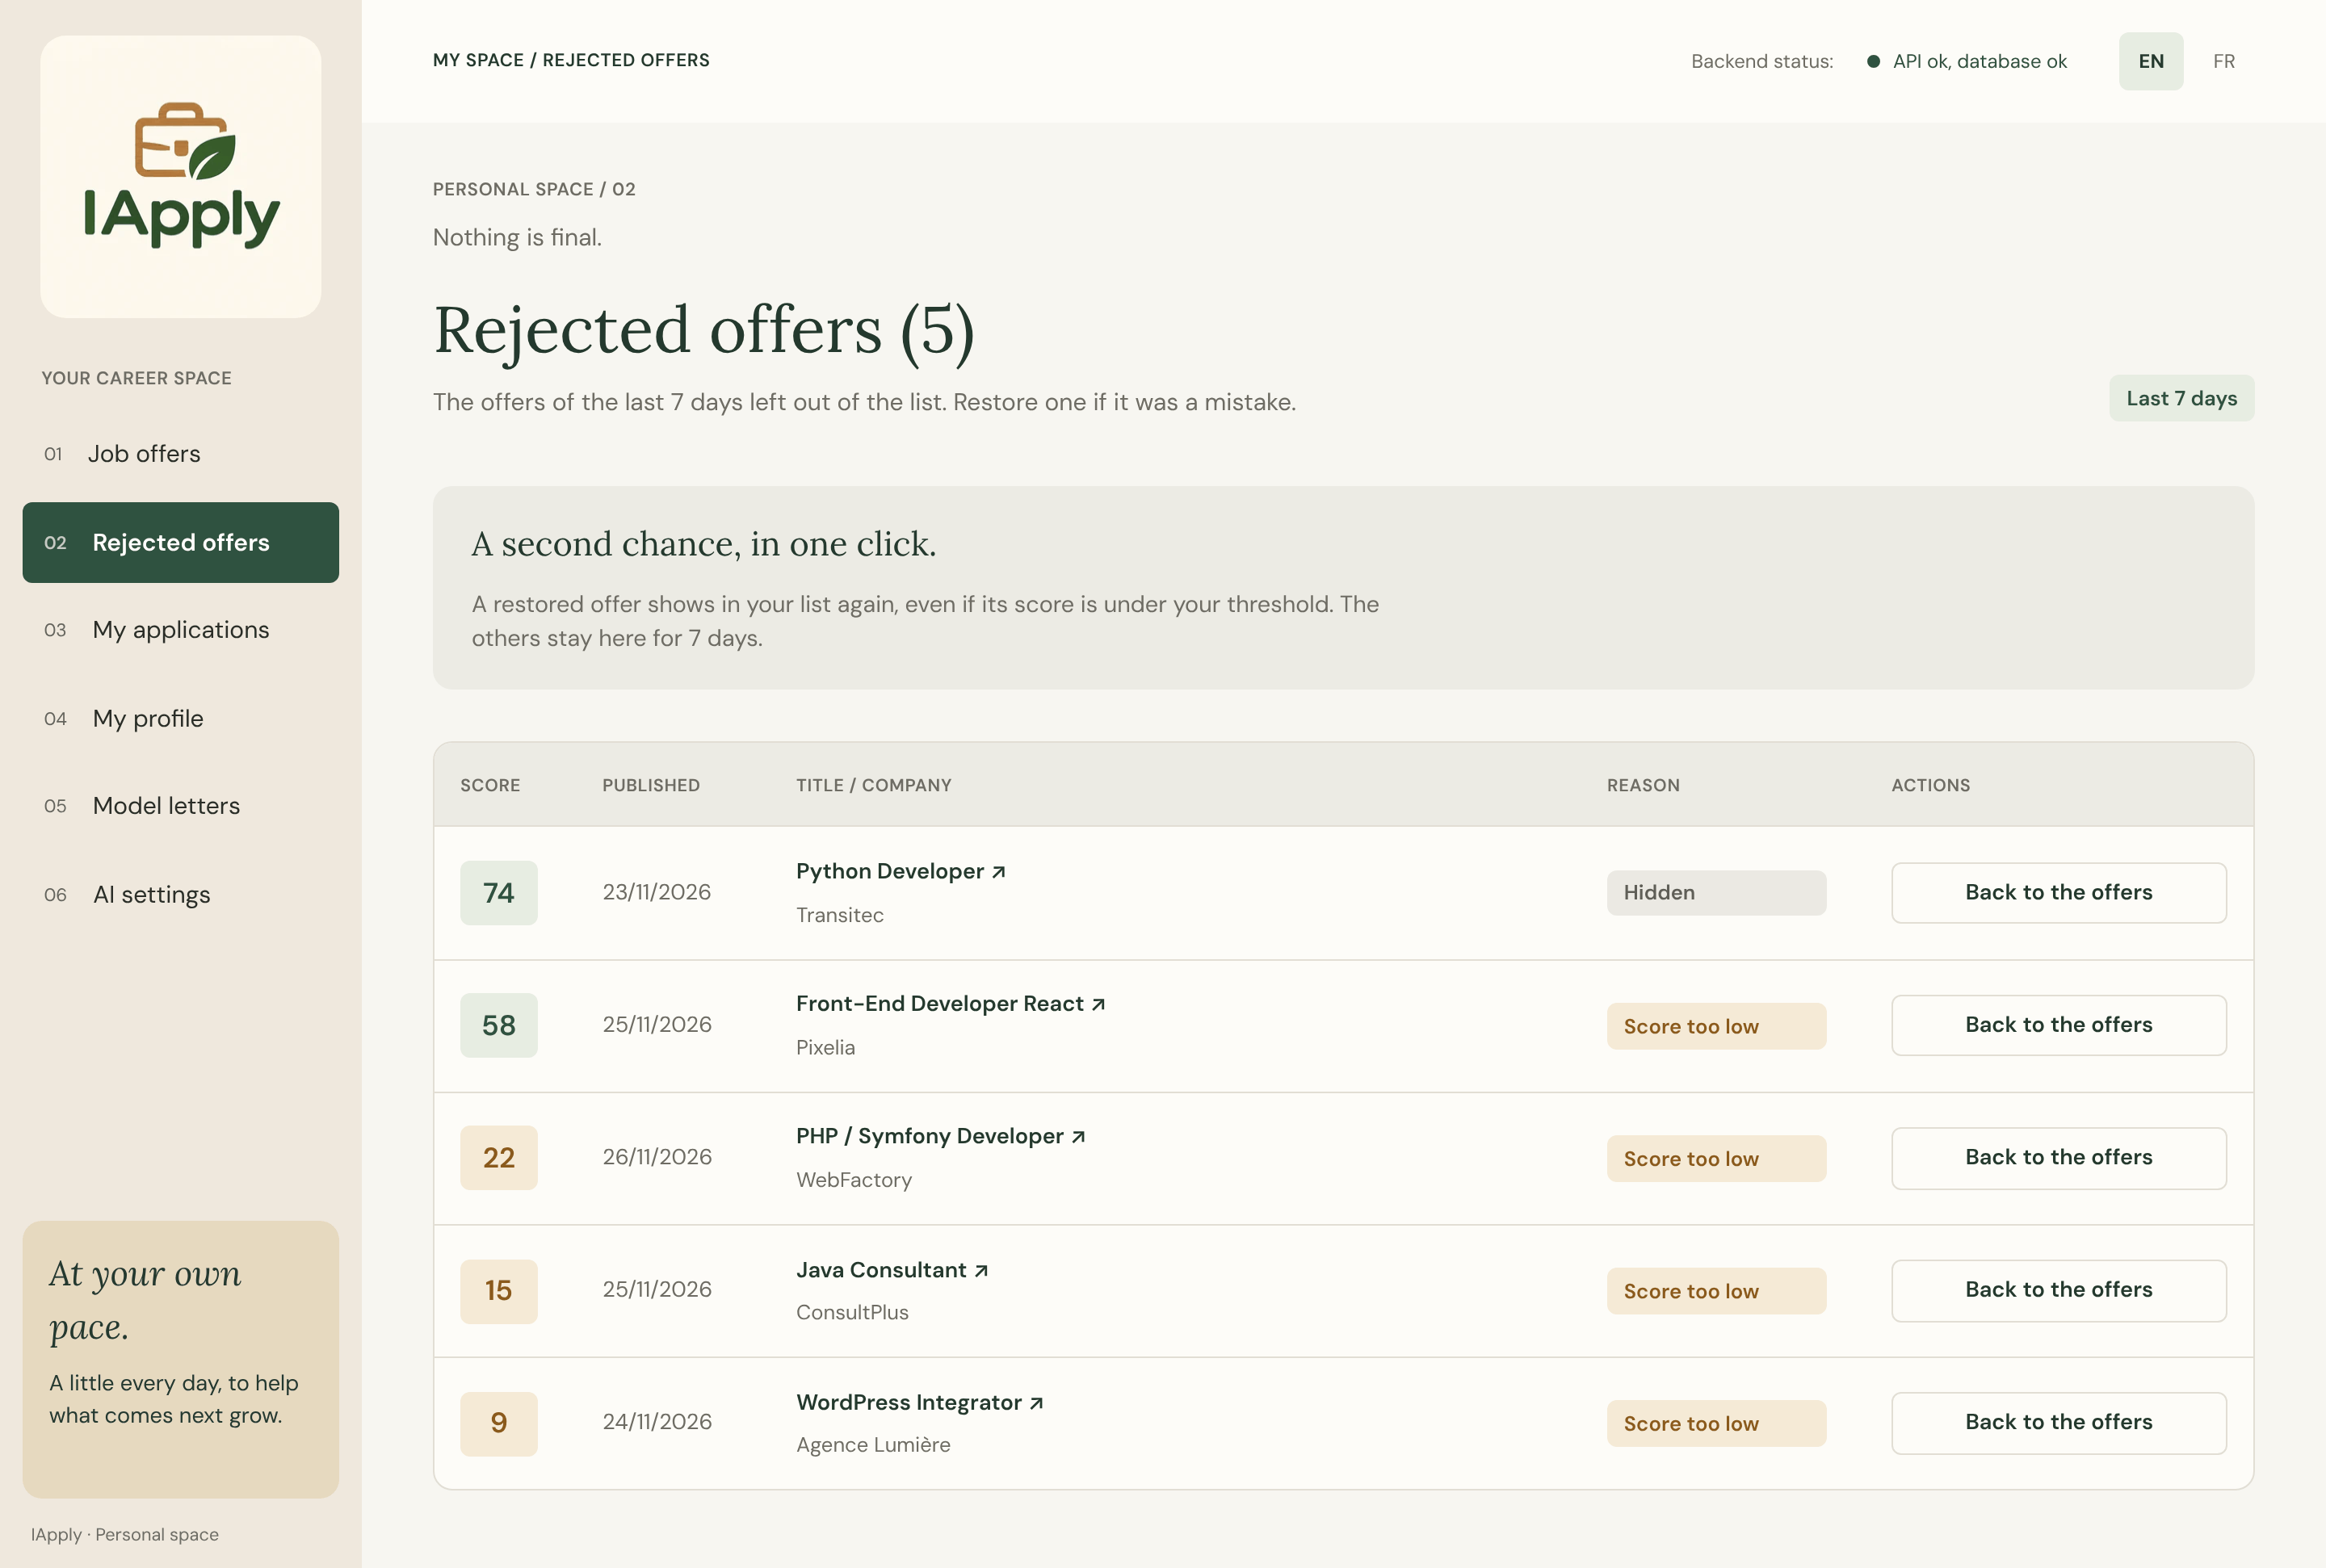 IApply
YOUR CAREER SPACE
01 Job offers
02 Rejected offers
03 My applications
04 My profile
05 Model letters
06 AI settings
At your own
pace.
A little every day, to help
what comes next grow.
IApply · Personal space
MY SPACE / REJECTED OFFERS
Backend status: API ok, database ok EN FR
PERSONAL SPACE / 02
Nothing is final.
Rejected offers (5)
The offers of the last 7 days left out of the list. Restore one if it was a mistake.
Last 7 days
A second chance, in one click.
A restored offer shows in your list again, even if its score is under your threshold. The
others stay here for 7 days.
SCORE PUBLISHED TITLE / COMPANY REASON ACTIONS
74 23/11/2026 Python Developer ↗ Hidden Back to the offers
Transitec
58 25/11/2026 Front-End Developer React ↗ Score too low Back to the offers
Pixelia
22 26/11/2026 PHP / Symfony Developer ↗ Score too low Back to the offers
WebFactory
15 25/11/2026 Java Consultant ↗ Score too low Back to the offers
ConsultPlus
9 24/11/2026 WordPress Integrator ↗ Score too low Back to the offers
Agence Lumière